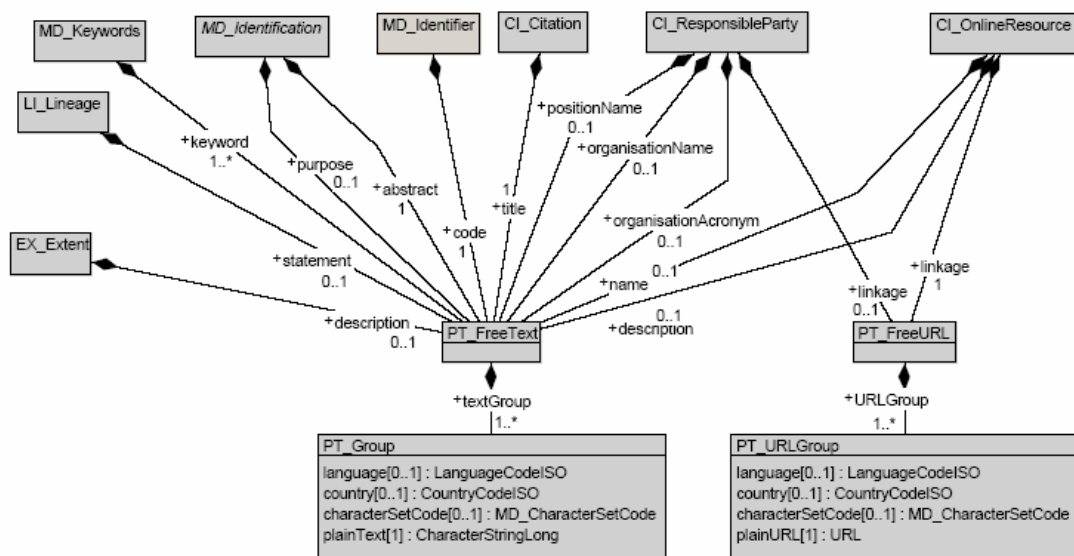 MD_Keywords
MD_Identification
MD_Identifier
CI_Citation
CI_ResponsibleParty
CI_OnlineResource
LI_Lineage
EX_Extent
+keyword
1..*
+purpose
0..1
+abstract
1
+code
1
1
+title
+positionName
0..1
+organisationName
0..1
+organisationAcronym
0..1
+statement
0..1
+description
0..1
0..1
+name
0..1
+description
+linkage
0..1
+linkage
1
PT_FreeText
PT_FreeURL
+textGroup
1..*
+URLGroup
1..*
PT_Group
language[0..1] : LanguageCodeISO
country[0..1] : CountryCodeISO
characterSetCode[0..1] : MD_CharacterSetCode
plainText[1] : CharacterStringLong
PT_URLGroup
language[0..1] : LanguageCodeISO
country[0..1] : CountryCodeISO
characterSetCode[0..1] : MD_CharacterSetCode
plainURL[1] : URL